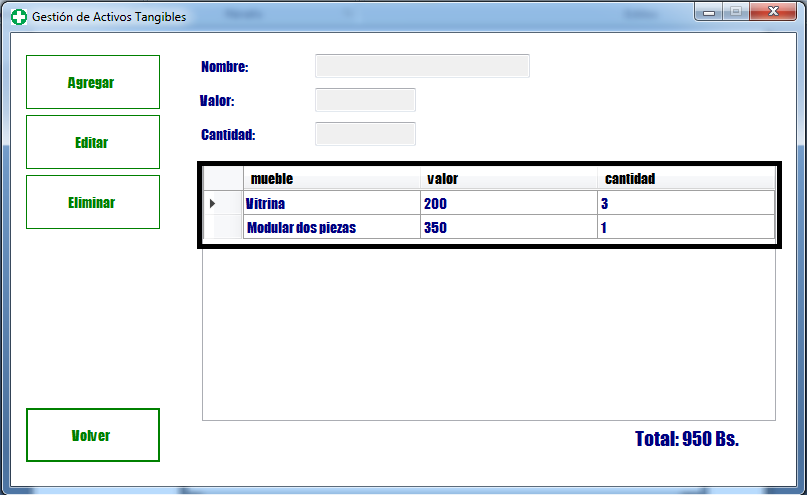 Gestión de Activos Tangibles
Agregar
Nombre:
Valor:
Editar
Cantidad:
Eliminar
mueble valor cantidad
Vitrina 200 3
Modular dos piezas 350 1
Volver
Total: 950 Bs.